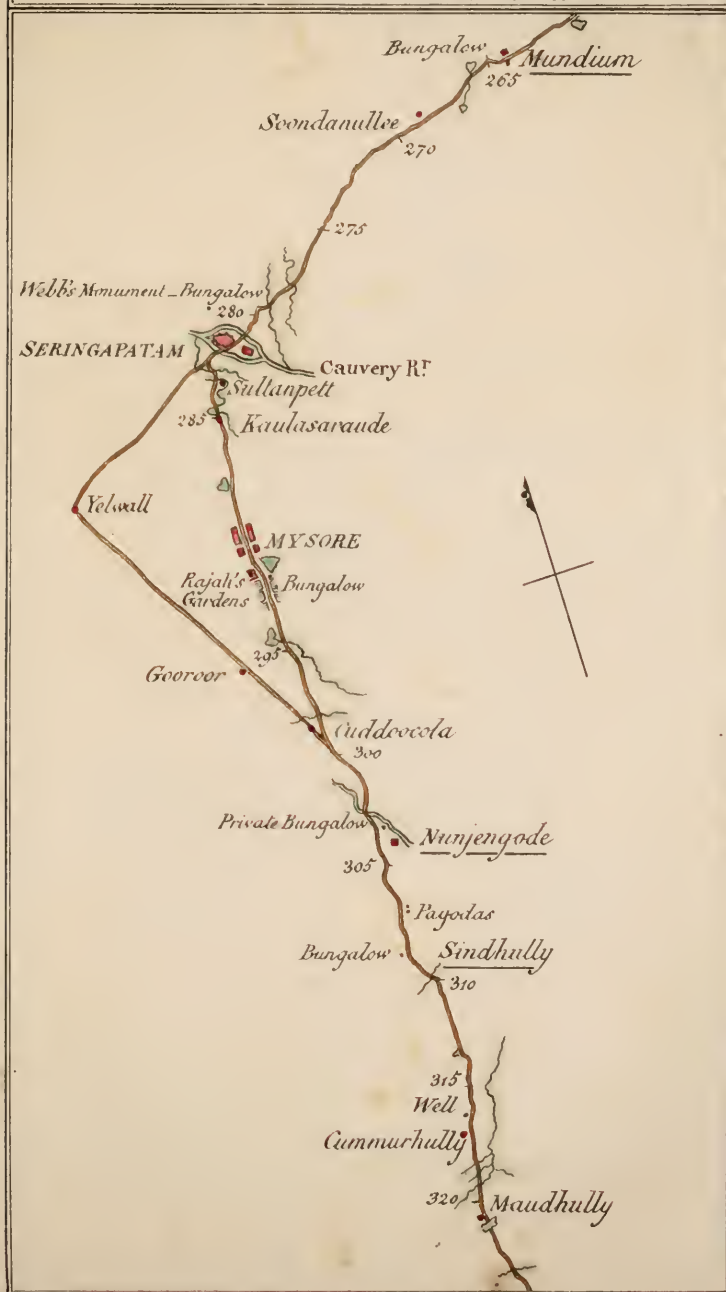 Bungalow
Mundium
265
Soondanullee
270
275
Webb's Monument _ Bungalow
280
SERINGAPATAM
Cauvery Rr
Sultanpett
285
Kaulasaraude
Yelwall
MYSORE
Rajah's
Gardens
Bungalow
295
Gooroor
Cuddoocola
300
Private Bungalow
Nunjengode
305
Pagodas
Bungalow
Sindhully
310
315
Well
Cummurhully
320
Maudhully